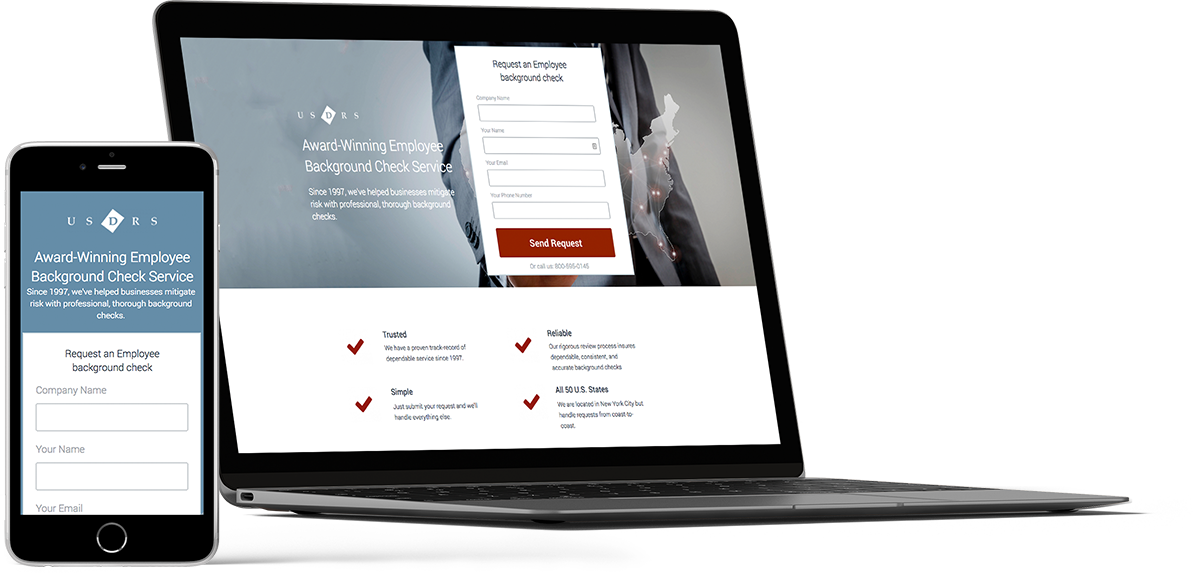 U S D R S
Award-Winning Employee
Background Check Service
Since 1997, we've helped businesses mitigate
risk with professional, thorough background
checks.
Request an Employee
background check
Company Name
Your Name
Your Email
U S D R S
Award-Winning Employee
Background Check Service
Since 1997, we've helped businesses mitigate
risk with professional, thorough background
checks.
Request an Employee
background check
Company Name
Your Name
Your Email
Your Phone Number
Send Request
Or call us: 800-595-0145
Trusted
We have a proven track-record of
dependable service since 1997.
Reliable
Our rigorous review process insures
dependable, consistent, and
accurate background checks
Simple
Just submit your request and we'll
handle everything else.
All 50 U.S. States
We are located in New York City but
handle requests from coast-to-
coast.